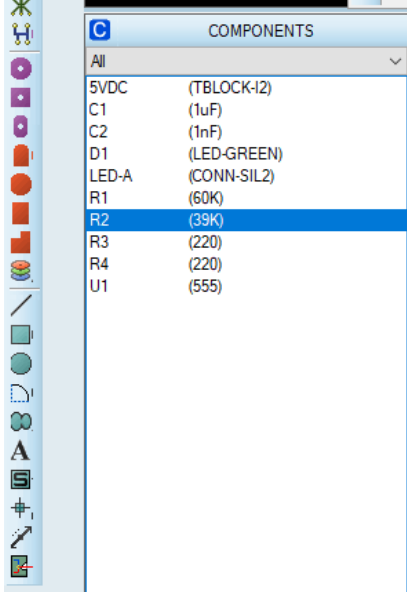 C COMPONENTS
All
5VDC (TBLOCK-I2)
C1 (1uF)
C2 (1nF)
D1 (LED-GREEN)
LED-A (CONN-SIL2)
R1 (60K)
R2 (39K)
R3 (220)
R4 (220)
U1 (555)
A
S